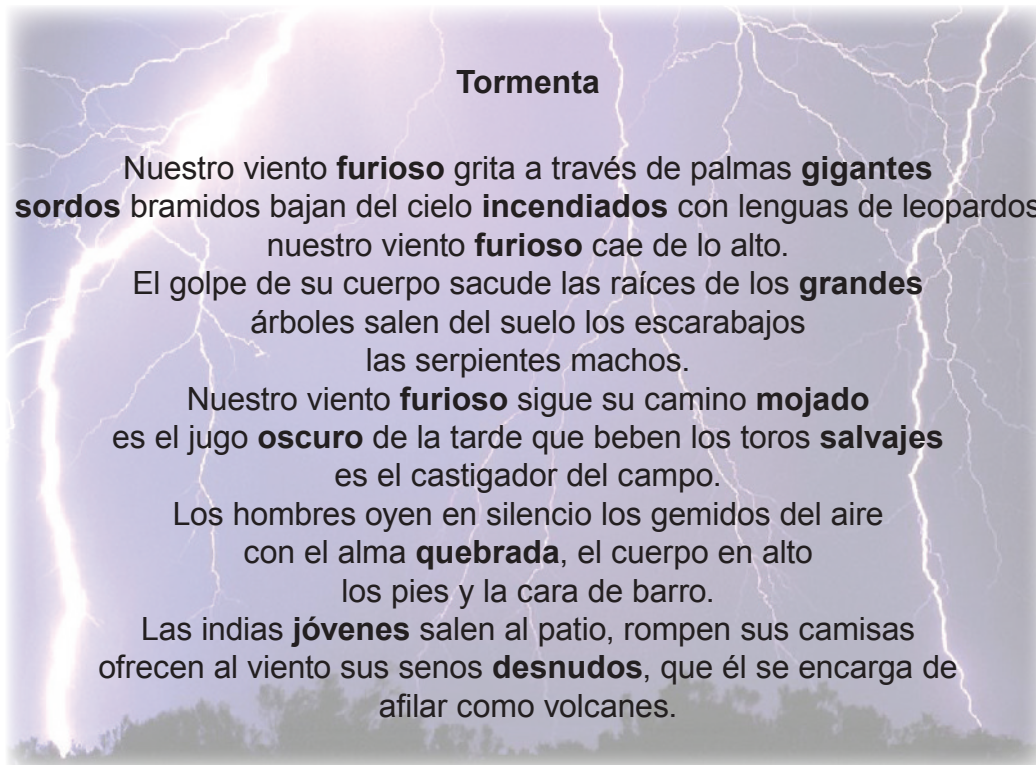 Tormenta
Nuestro viento furioso grita a través de palmas gigantes
sordos bramidos bajan del cielo incendiados con lenguas de leopardos
nuestro viento furioso cae de lo alto.
El golpe de su cuerpo sacude las raíces de los grandes
árboles salen del suelo los escarabajos
las serpientes machos.
Nuestro viento furioso sigue su camino mojado
es el jugo oscuro de la tarde que beben los toros salvajes
es el castigador del campo.
Los hombres oyen en silencio los gemidos del aire
con el alma quebrada, el cuerpo en alto
los pies y la cara de barro.
Las indias jóvenes salen al patio, rompen sus camisas
ofrecen al viento sus senos desnudos, que él se encarga de
afilar como volcanes.